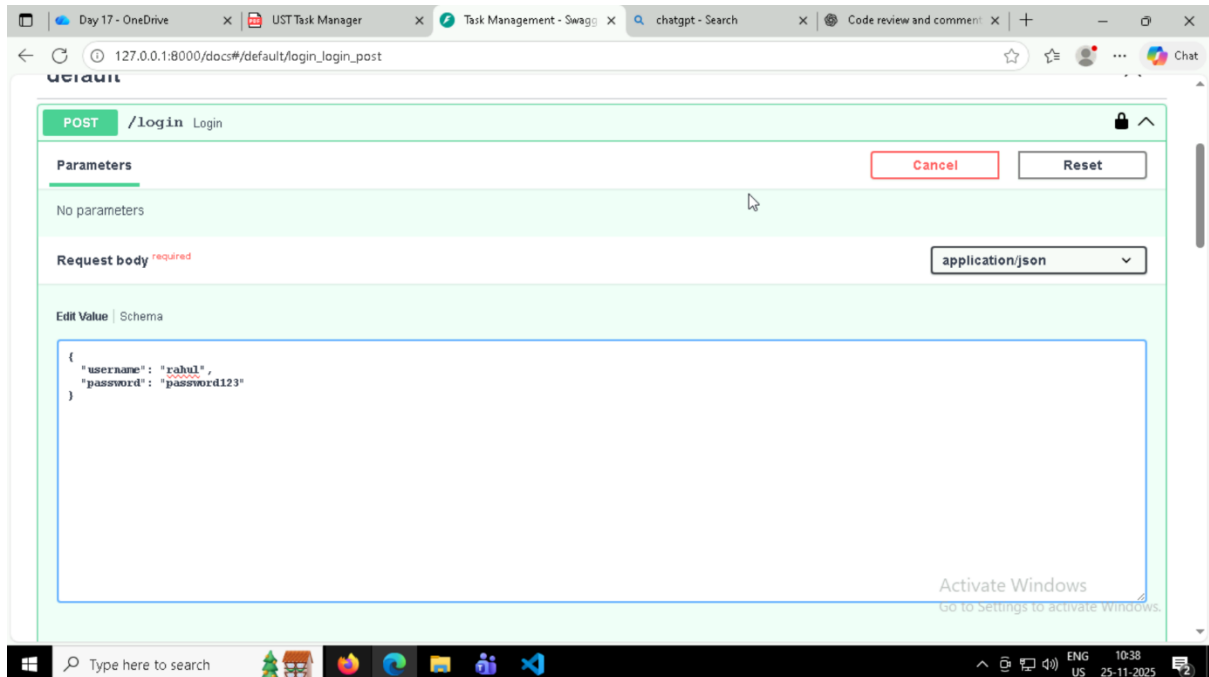 Day 17 - OneDrive
UST Task Manager
Task Management - Swagg
chatgpt - Search
Code review and comment
127.0.0.1:8000/docs#/default/login_login_post
Chat
default
POST /login Login
Parameters
Cancel
Reset
No parameters
Request body required
application/json
Edit Value | Schema
{
"username": "rahul",
"password": "password123"
}
Activate Windows
Go to Settings to activate Windows.
Type here to search
ENG
US
10:38
25-11-2025
2